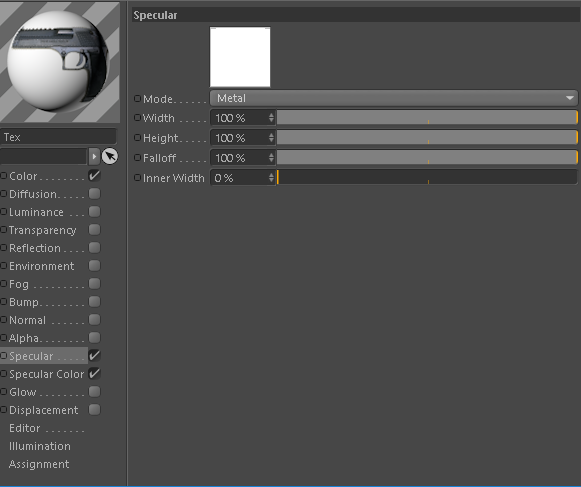 Specular
Mode . . . . . . Metal
Width . . . . . 100 %
Height . . . . . 100 %
Falloff . . . . . 100 %
Inner Width 0 %
Tex
Color . . . . . . . .
Diffusion . . . . .
Luminance . . .
Transparency
Reflection . . . .
Environment
Fog . . . . . . . . .
Bump . . . . . . .
Normal . . . . . .
Alpha . . . . . . .
Specular . . . . .
Specular Color
Glow . . . . . . . .
Displacement
Editor . . . . . . .
Illumination
Assignment